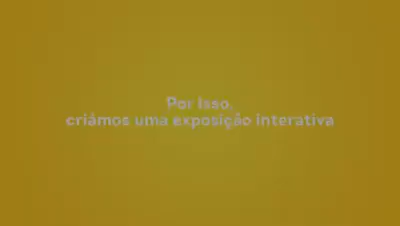 Por Isso,
criámos uma exposição interativa